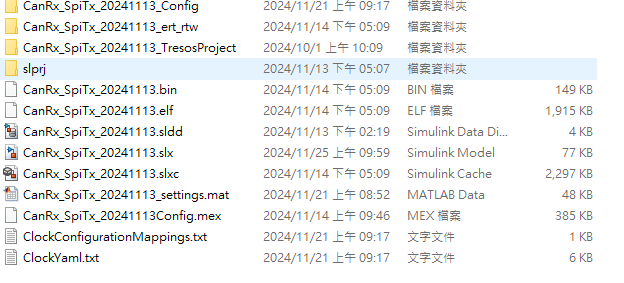 CanRx_SpiTx_20241113_Config 2024/11/21 上午 09:17 檔案資料夾
CanRx_SpiTx_20241113_ert_rtw 2024/11/14 下午 05:09 檔案資料夾
CanRx_SpiTx_20241113_TresosProject 2024/10/1 上午 10:09 檔案資料夾
slprj 2024/11/13 下午 05:07 檔案資料夾
CanRx_SpiTx_20241113.bin 2024/11/14 下午 05:09 BIN 檔案 149 KB
CanRx_SpiTx_20241113.elf 2024/11/14 下午 05:09 ELF 檔案 1,915 KB
CanRx_SpiTx_20241113.sldd 2024/11/13 下午 02:19 Simulink Data Di... 4 KB
CanRx_SpiTx_20241113.slx 2024/11/25 上午 09:59 Simulink Model 77 KB
CanRx_SpiTx_20241113.slxc 2024/11/14 下午 05:09 Simulink Cache 2,297 KB
CanRx_SpiTx_20241113_settings.mat 2024/11/21 上午 08:52 MATLAB Data 48 KB
CanRx_SpiTx_20241113Config.mex 2024/11/14 上午 09:46 MEX 檔案 385 KB
ClockConfigurationMappings.txt 2024/11/21 上午 09:17 文字文件 1 KB
ClockYaml.txt 2024/11/21 上午 09:17 文字文件 6 KB